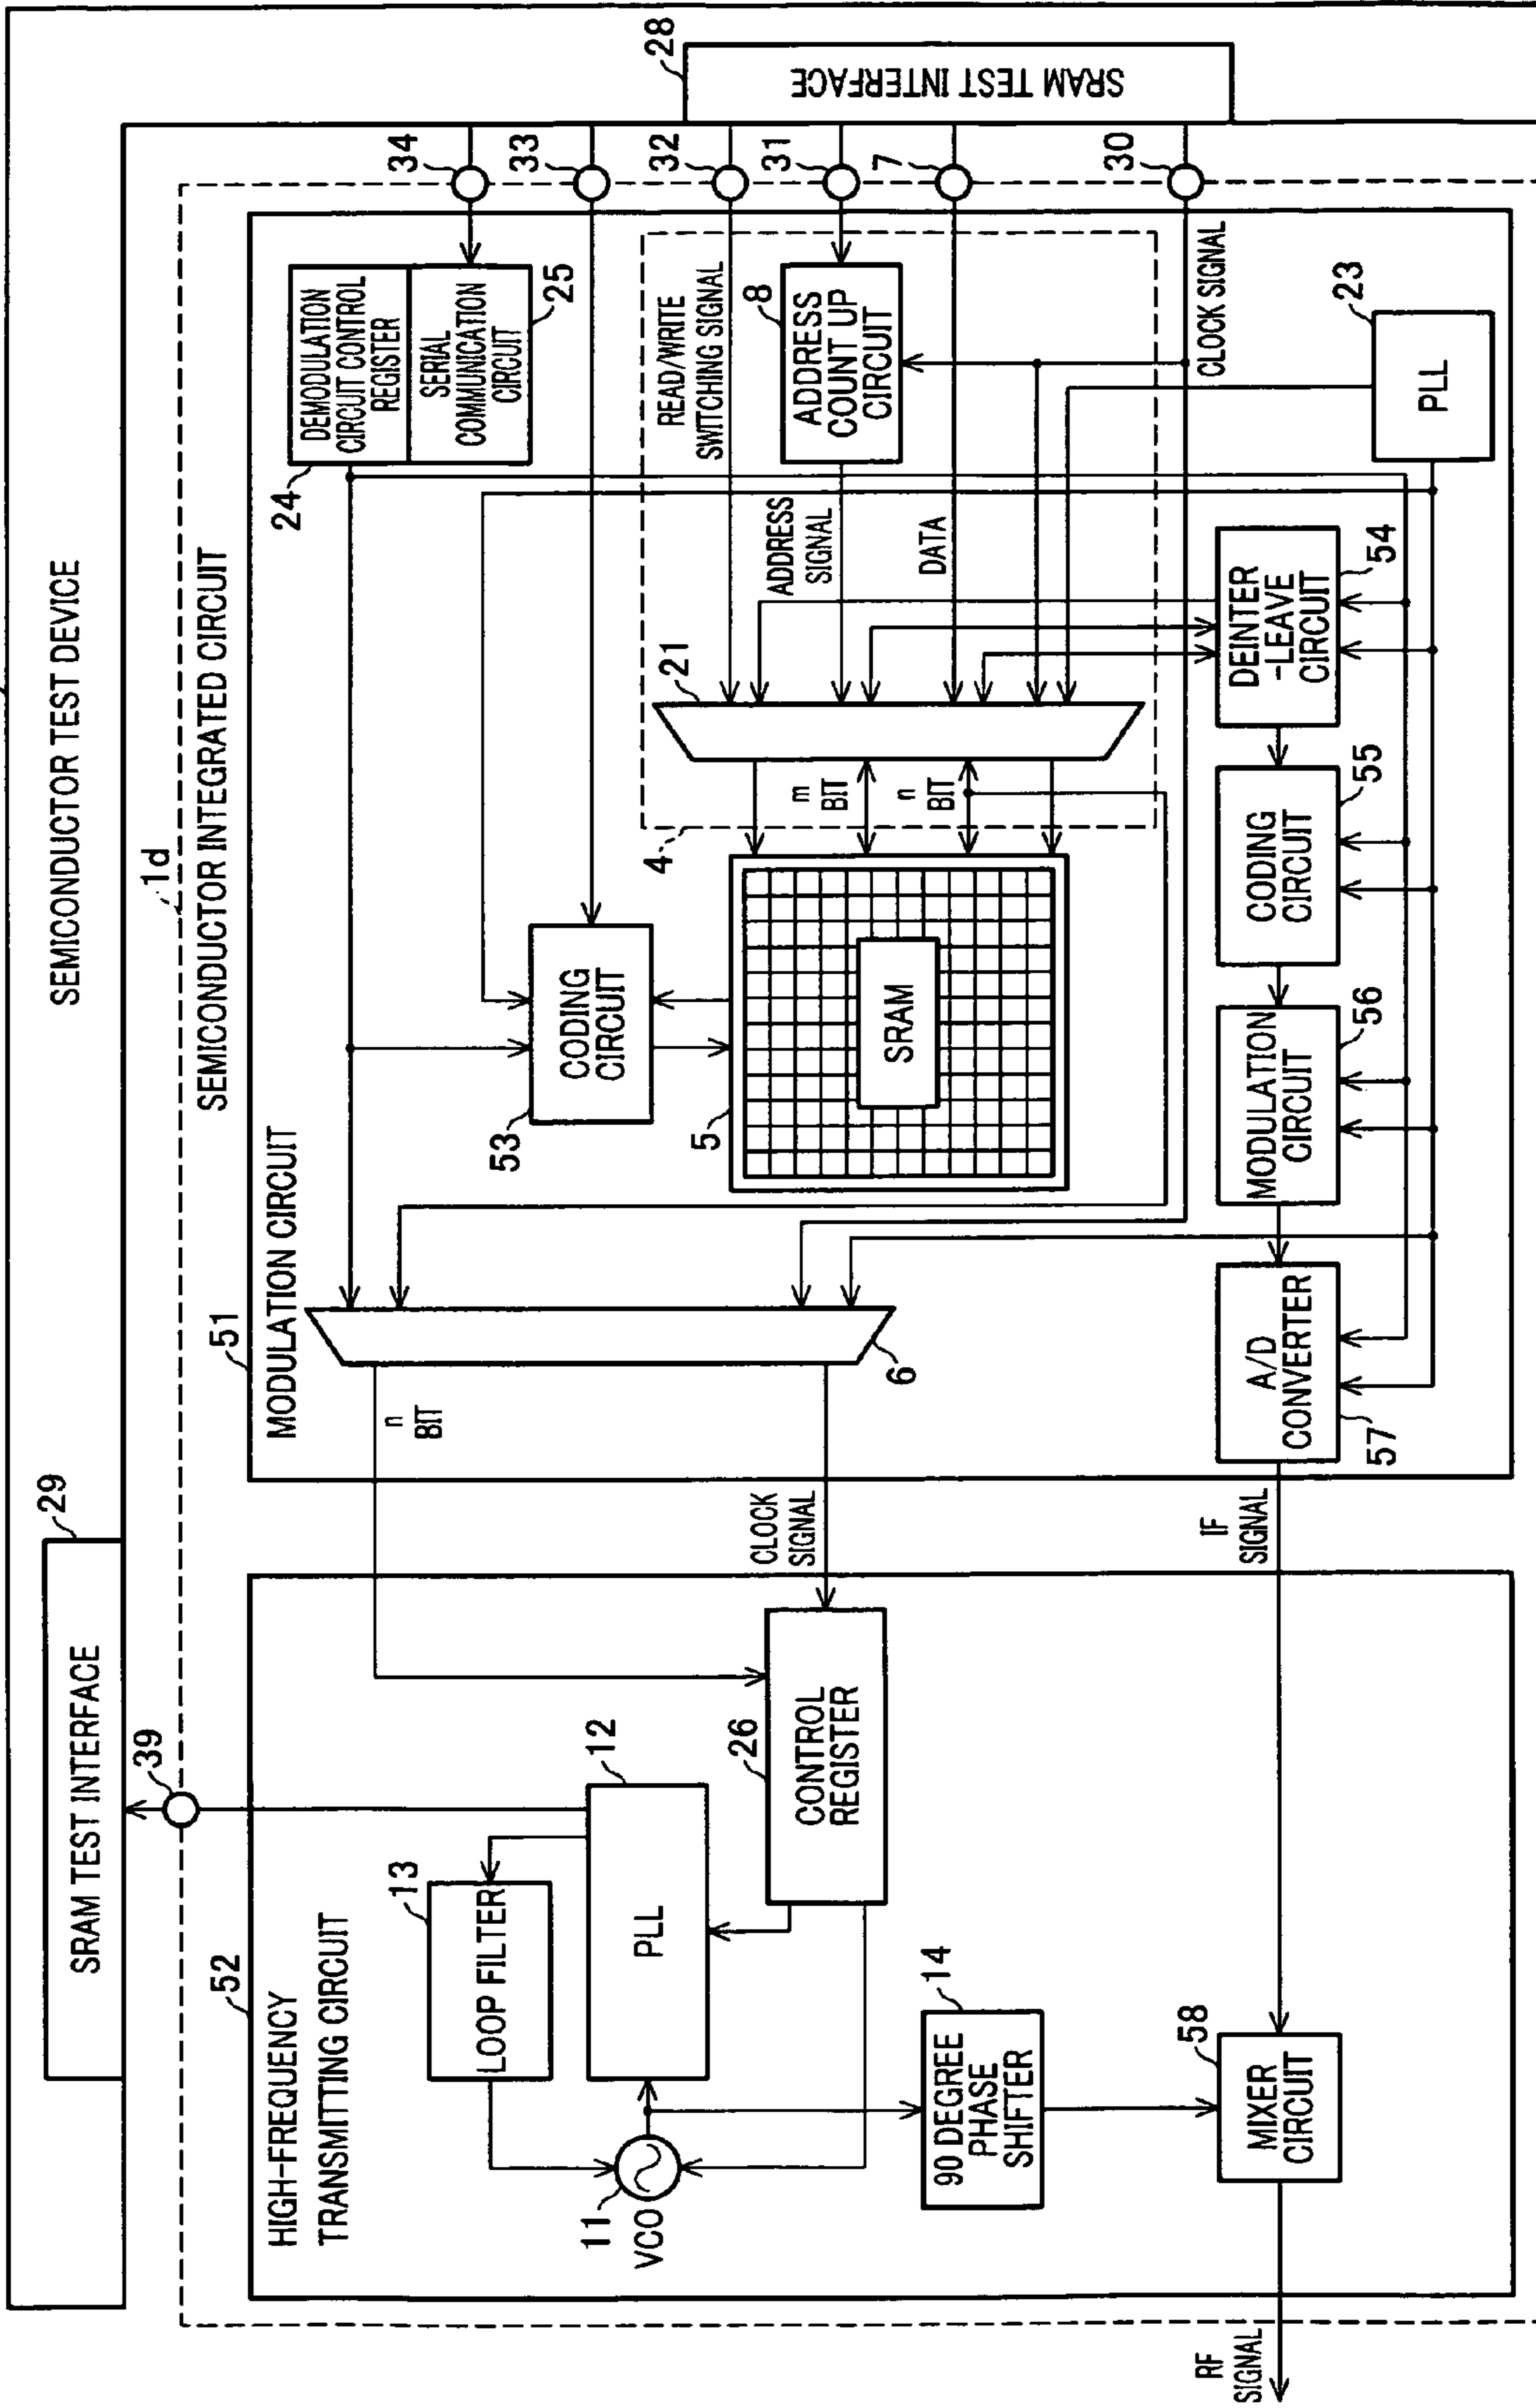 SEMICONDUCTOR TEST DEVICE
SRAM TEST INTERFACE
29
39
1d
SEMICONDUCTOR INTEGRATED CIRCUIT
52
HIGH-FREQUENCY
TRANSMITTING CIRCUIT
13
LOOP FILTER
12
PLL
11
VCO
26
CONTROL
REGISTER
14
90 DEGREE
PHASE
SHIFTER
58
MIXER
CIRCUIT
RF
SIGNAL
IF
SIGNAL
CLOCK
SIGNAL
n
BIT
51
MODULATION CIRCUIT
6
53
CODING
CIRCUIT
5
SRAM
4
m
BIT
n
BIT
21
24
DEMODULATION
CIRCUIT CONTROL
REGISTER
SERIAL
COMMUNICATION
CIRCUIT
25
READ/WRITE
SWITCHING SIGNAL
8
ADDRESS
COUNT UP
CIRCUIT
ADDRESS
SIGNAL
DATA
CLOCK SIGNAL
23
PLL
DEINTER
-LEAVE
CIRCUIT
54
CODING
CIRCUIT
55
MODULATION
CIRCUIT
56
A/D
CONVERTER
57
34
33
32
31
7
30
28
SRAM TEST INTERFACE